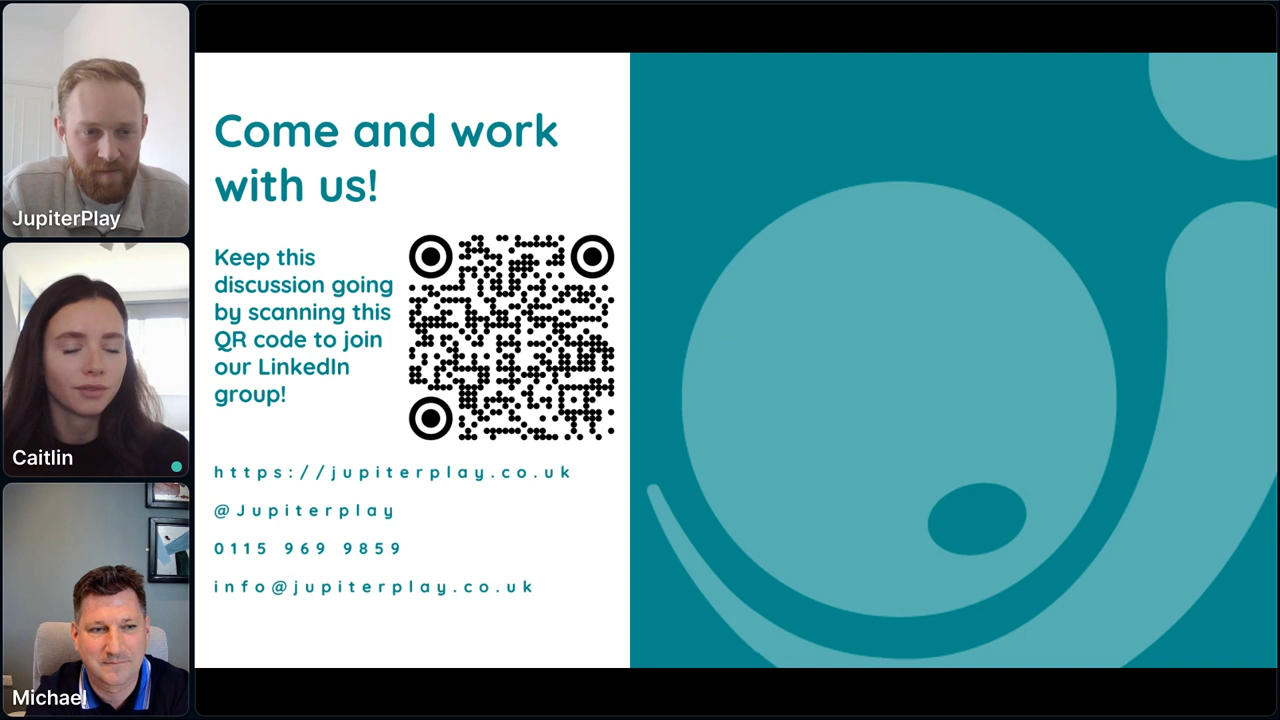 JupiterPlay
Caitlin
Michael
Come and work
with us!
Keep this
discussion going
by scanning this
QR code to join
our LinkedIn
group!
https://jupiterplay.co.uk
@Jupiterplay
0115 969 9859
info@jupiterplay.co.uk